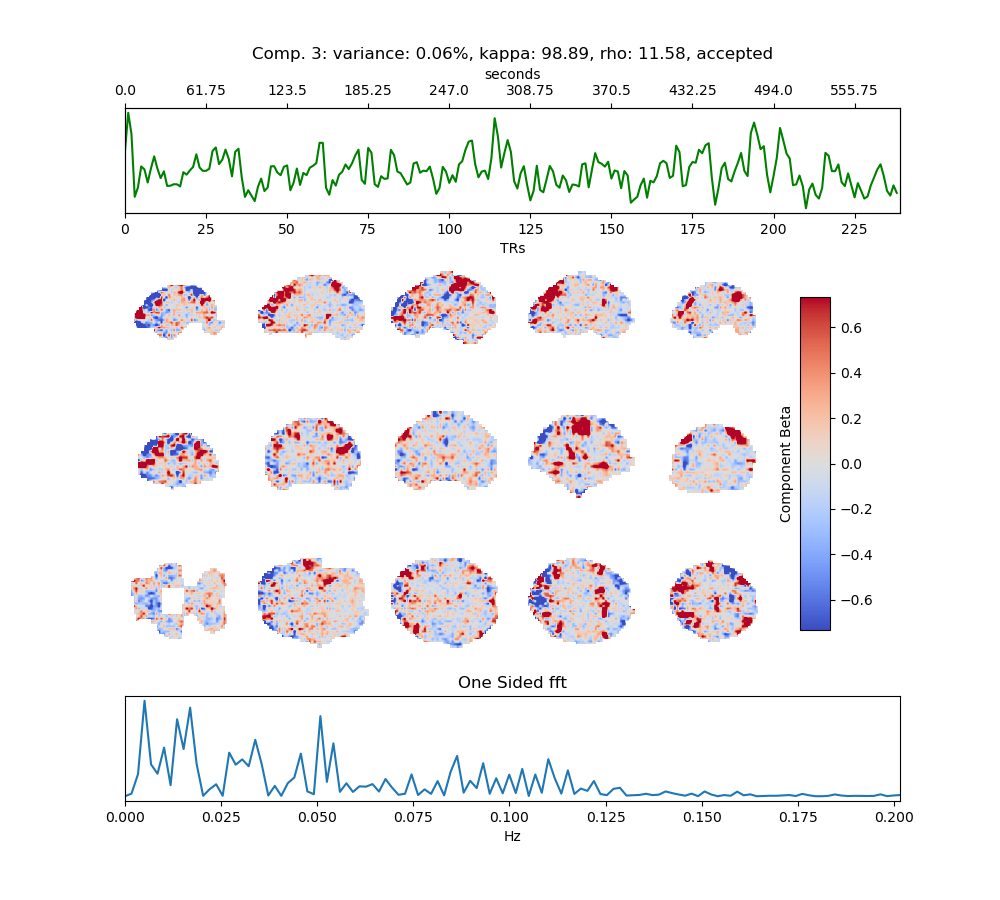 Comp. 3: variance: 0.06%, kappa: 98.89, rho: 11.58, accepted
seconds
0.0 61.75 123.5 185.25 247.0 308.75 370.5 432.25 494.0 555.75
0 25 50 75 100 125 150 175 200 225
TRs
0.6
0.4
0.2
0.0
−0.2
−0.4
−0.6
Component Beta
One Sided fft
0.000 0.025 0.050 0.075 0.100 0.125 0.150 0.175 0.200
Hz